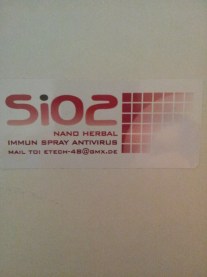 SiO2
NANO HERBAL
IMMUN SPRAY ANTIVIRUS
MAIL TO: ETECH-48@GMX.DE